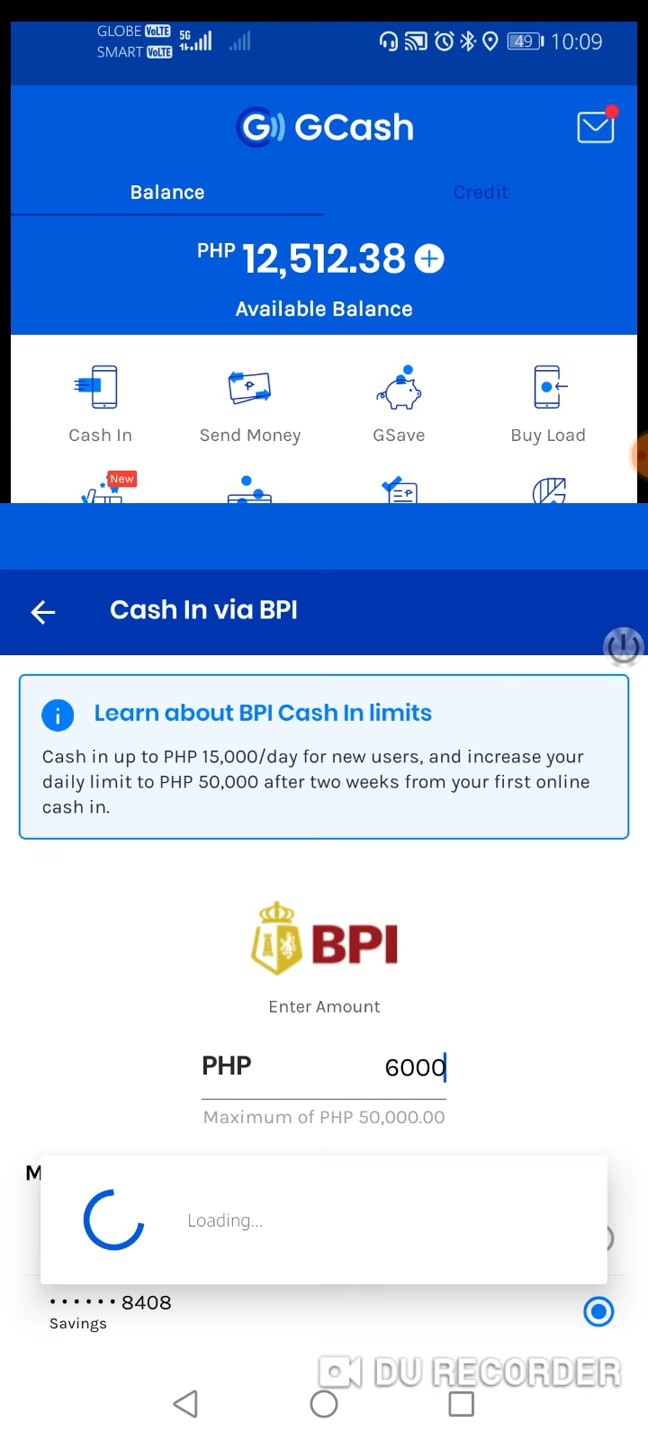 GLOBE VoLTE 5G
SMART VoLTE
49 10:09
G GCash
Balance Credit
PHP 12,512.38
Available Balance
Cash In Send Money GSave Buy Load
New
Cash In via BPI
Learn about BPI Cash In limits
Cash in up to PHP 15,000/day for new users, and increase your
daily limit to PHP 50,000 after two weeks from your first online
cash in.
BPI
Enter Amount
PHP 6000
Maximum of PHP 50,000.00
M
Loading...
••••••8408
Savings
DU RECORDER